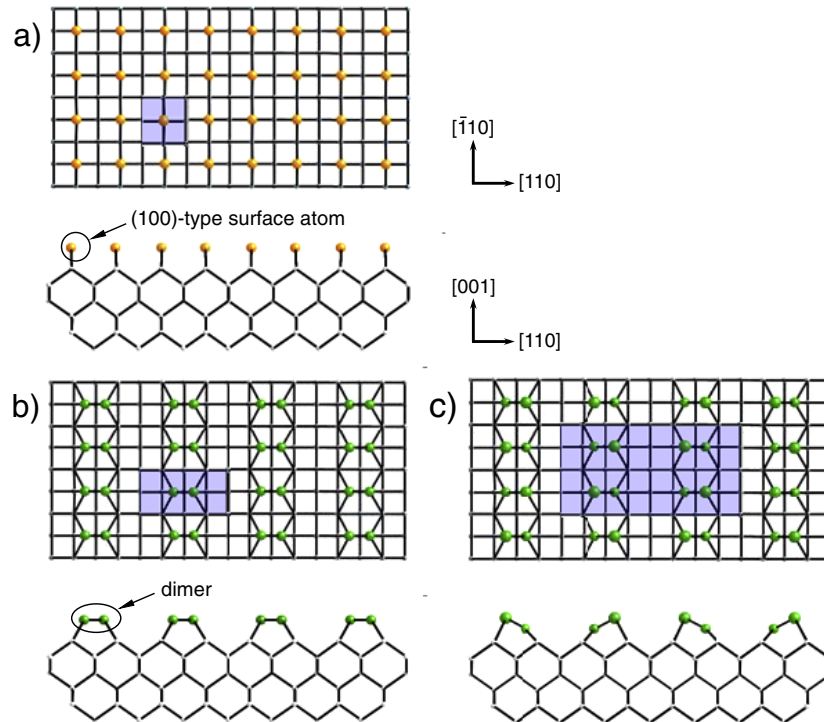 a)
[1̄10]
[110]
(100)-type surface atom
[001]
[110]
b)
c)
dimer